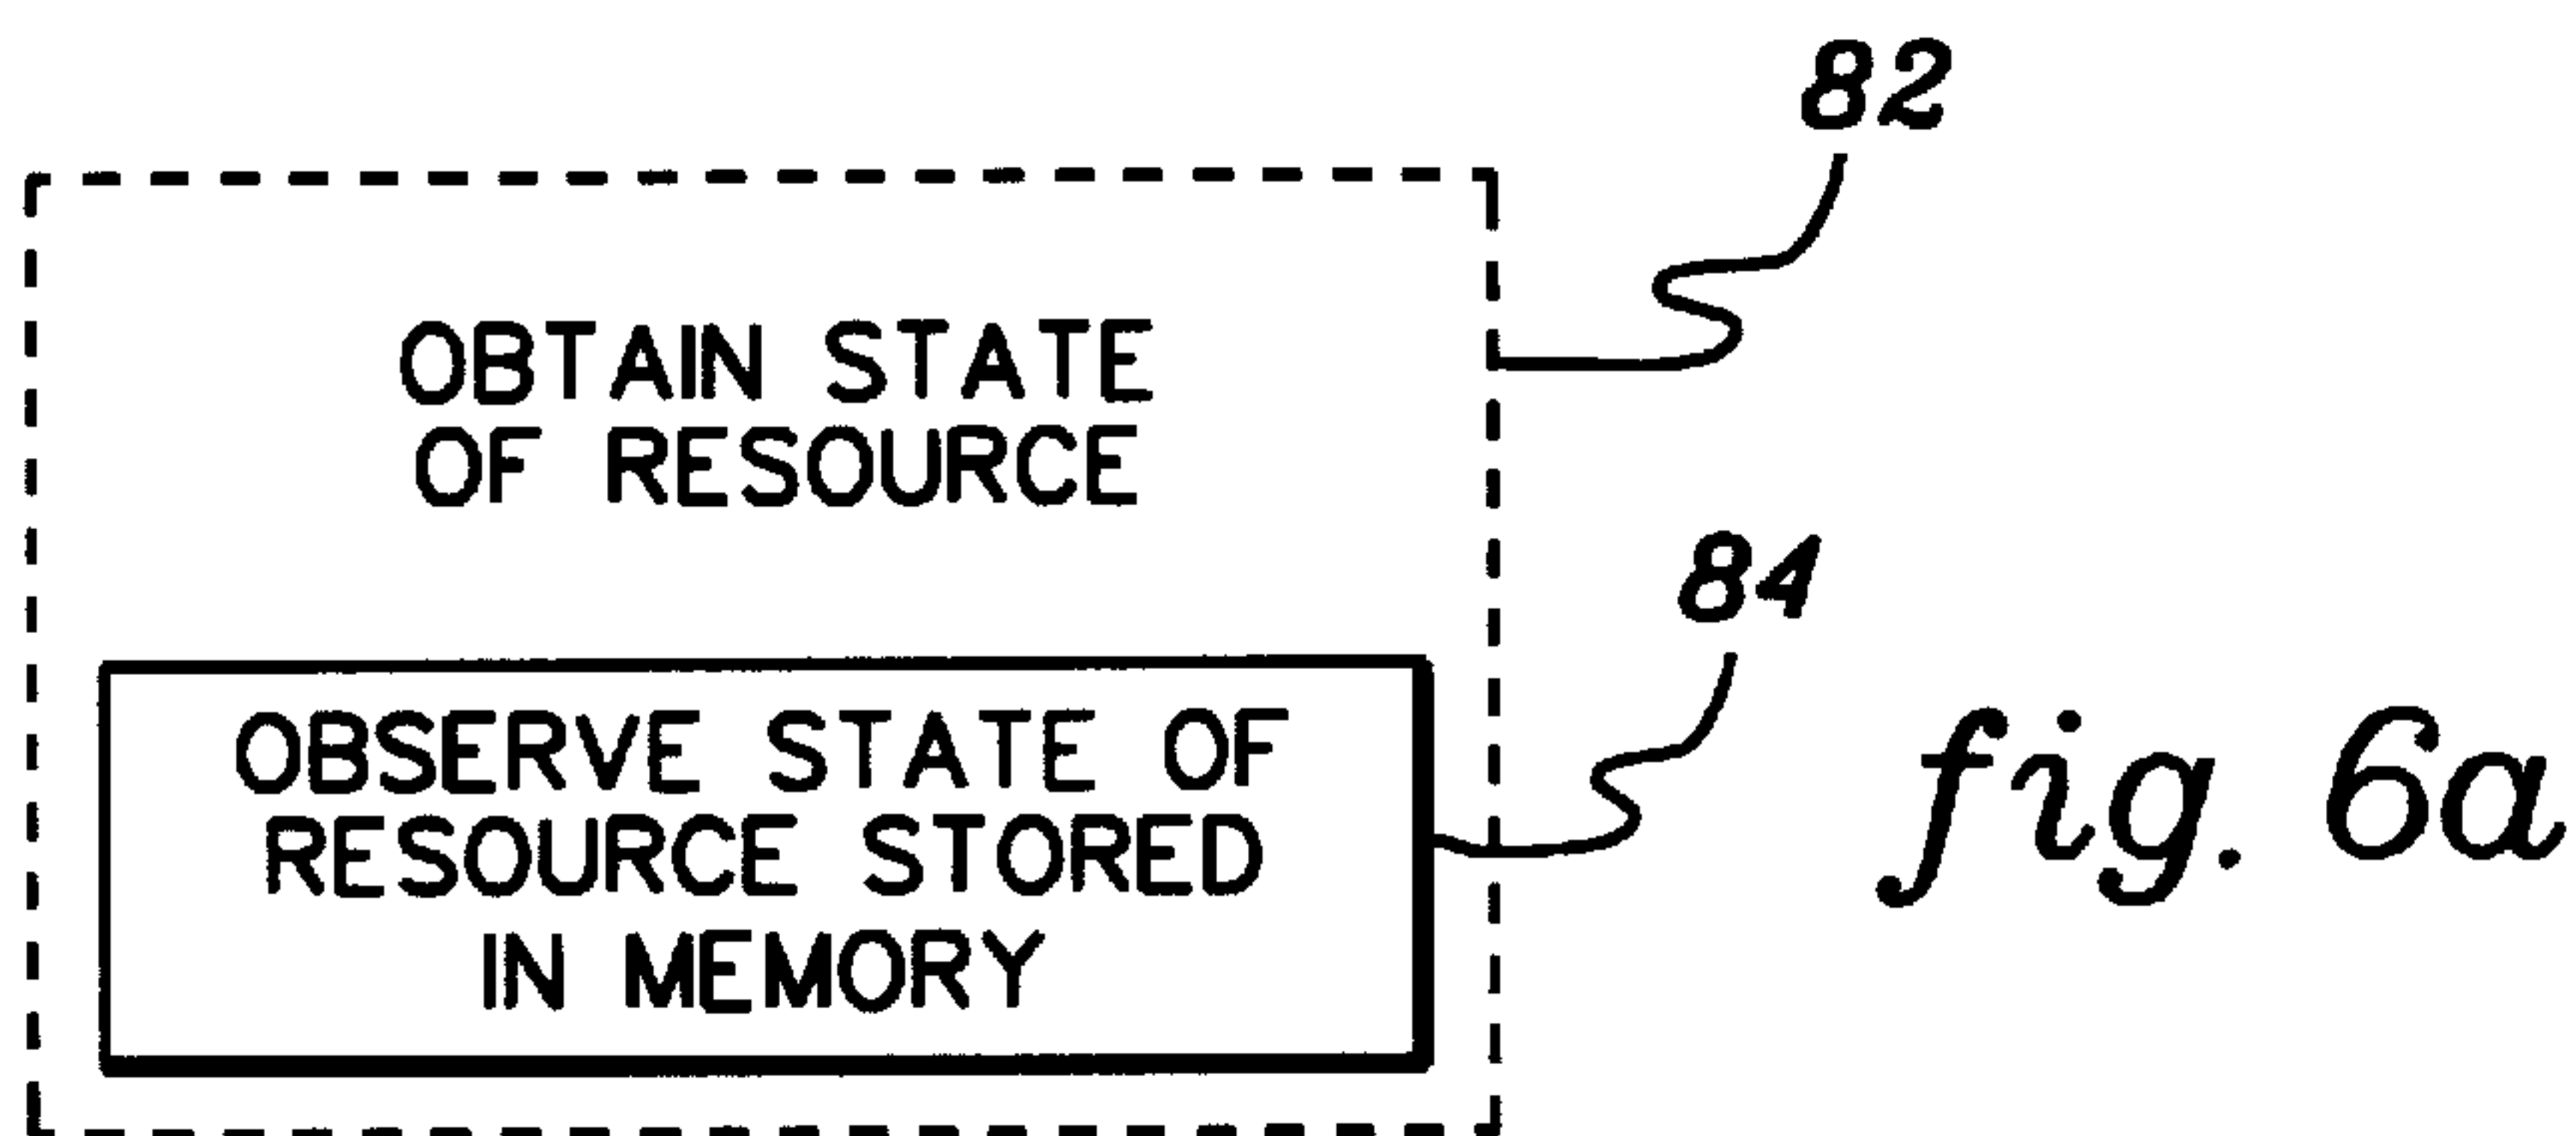 82
OBTAIN STATE
OF RESOURCE
84
OBSERVE STATE OF
RESOURCE STORED
IN MEMORY
fig. 6a